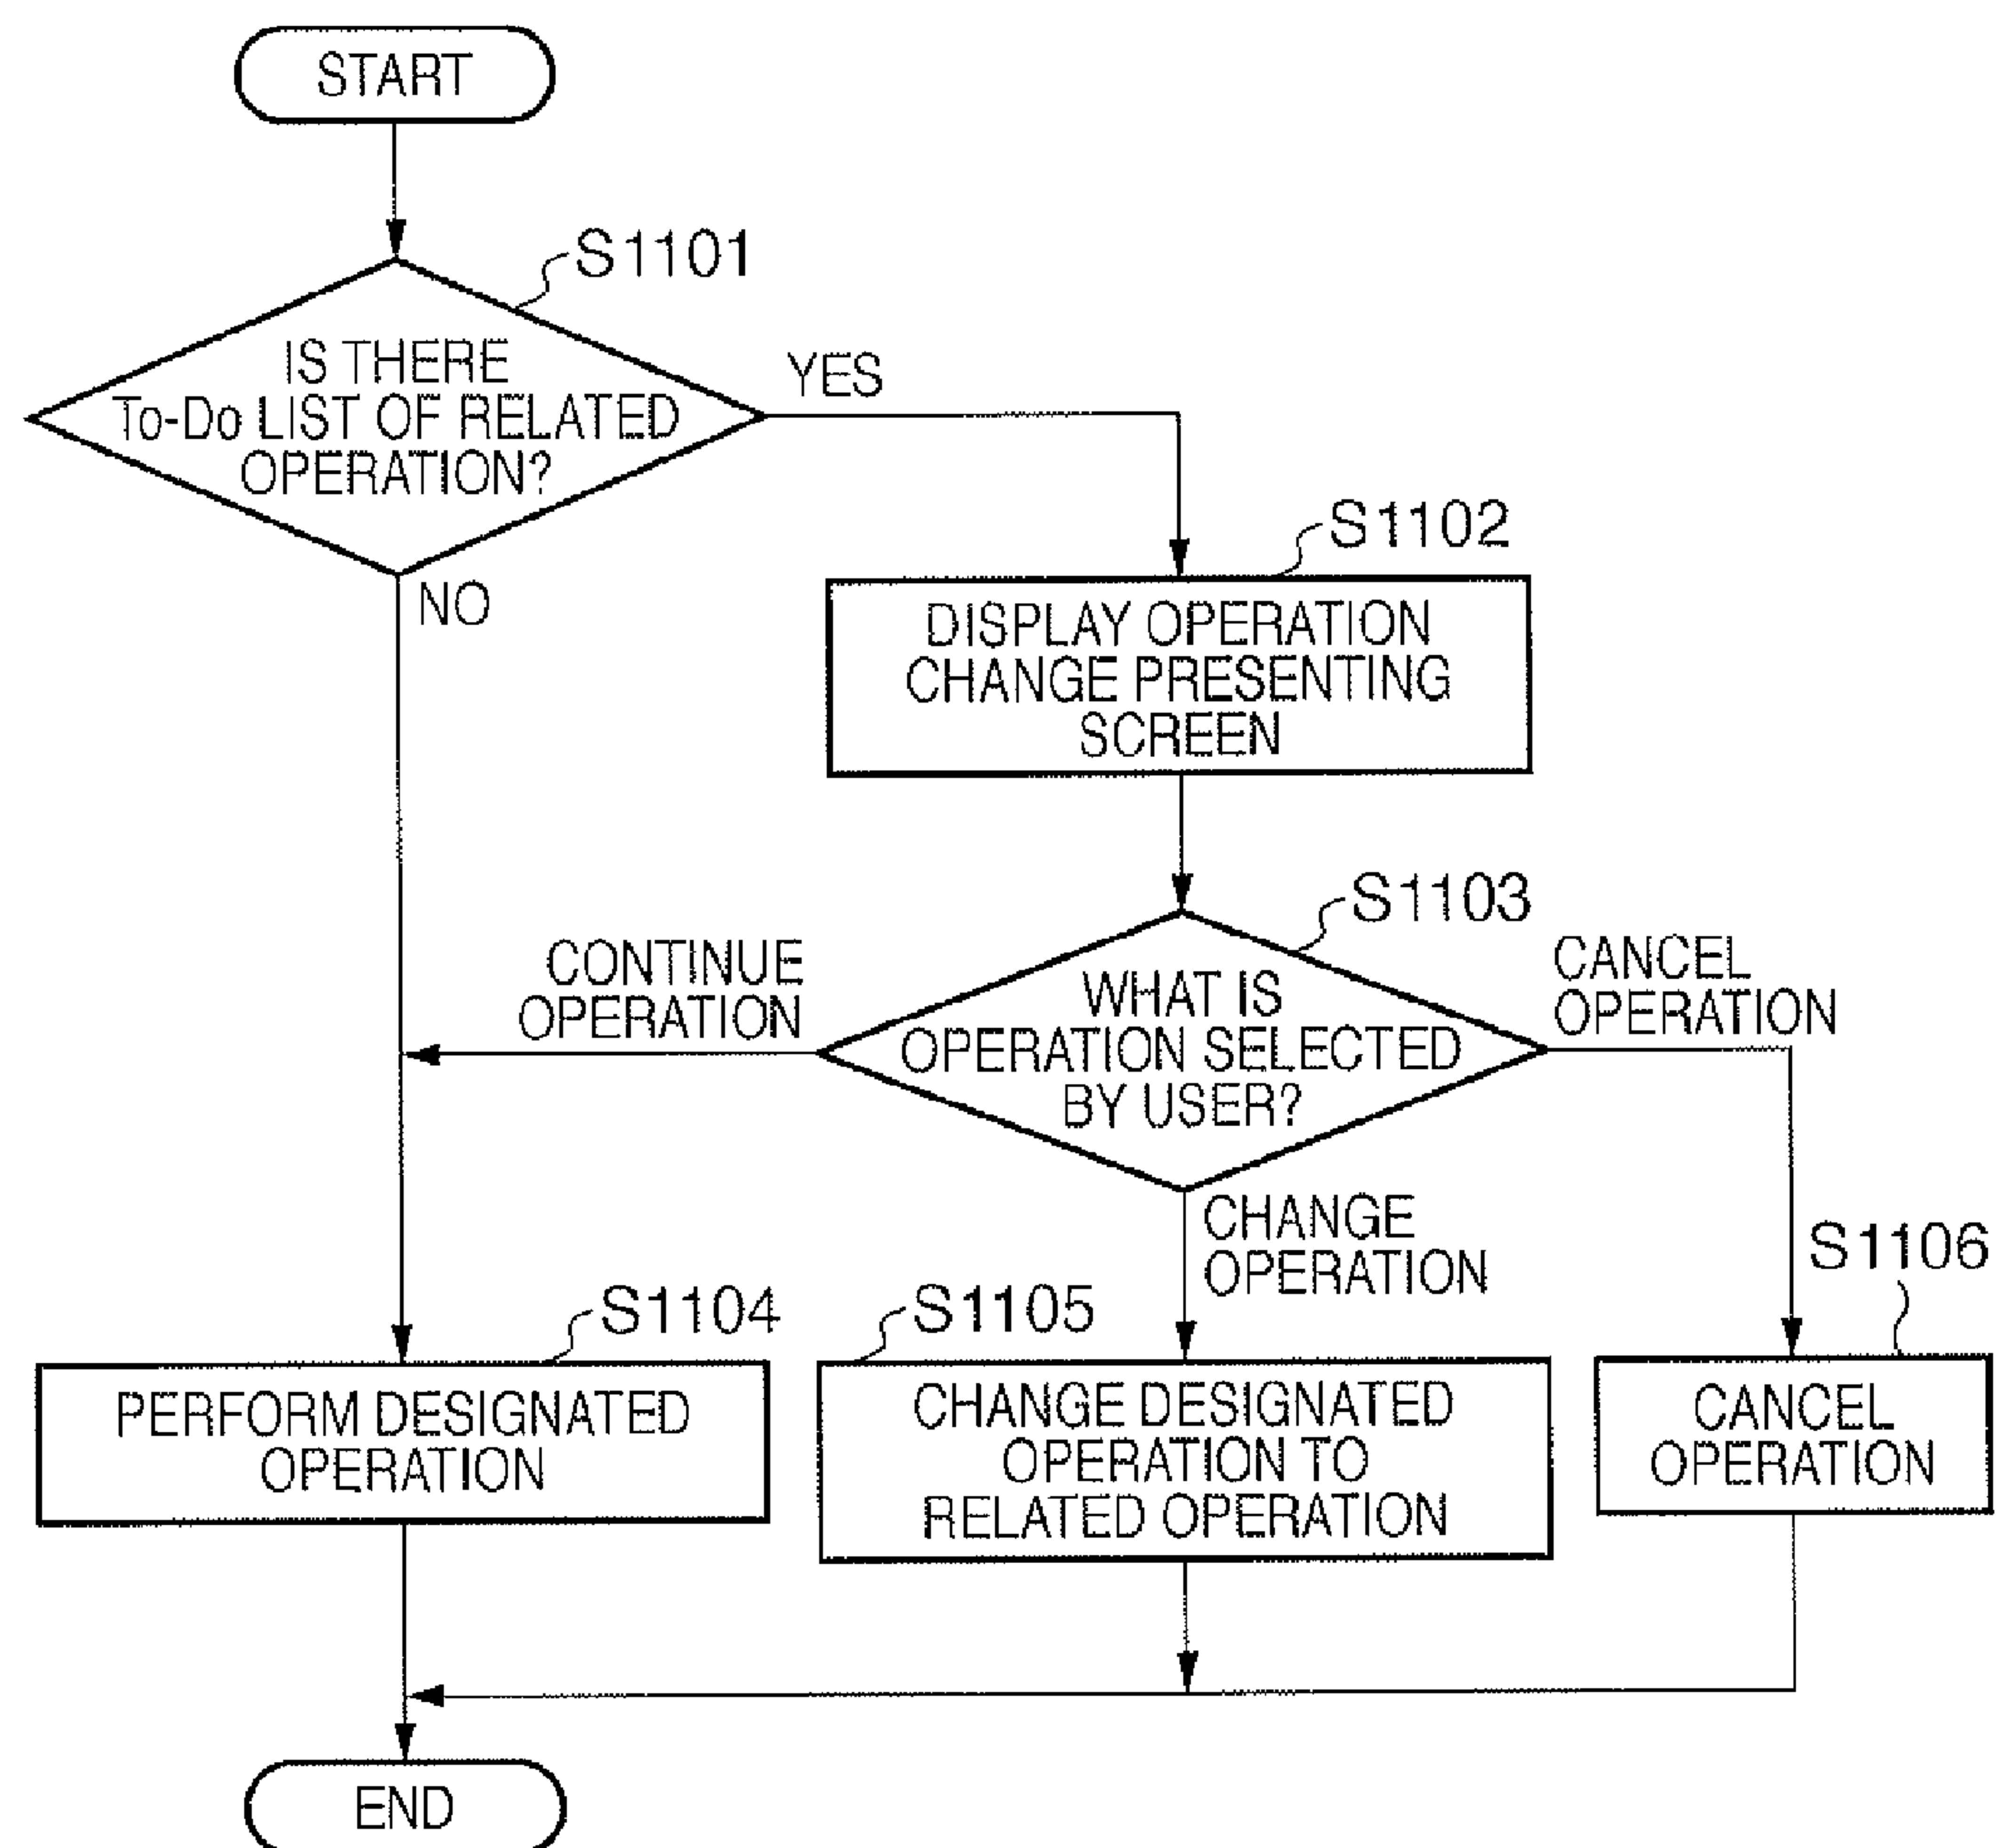 START
S1101
IS THERE
To-Do LIST OF RELATED
OPERATION?
YES
NO
S1102
DISPLAY OPERATION
CHANGE PRESENTING
SCREEN
S1103
WHAT IS
OPERATION SELECTED
BY USER?
CONTINUE
OPERATION
CANCEL
OPERATION
CHANGE
OPERATION
S1104
PERFORM DESIGNATED
OPERATION
S1105
CHANGE DESIGNATED
OPERATION TO
RELATED OPERATION
S1106
CANCEL
OPERATION
END